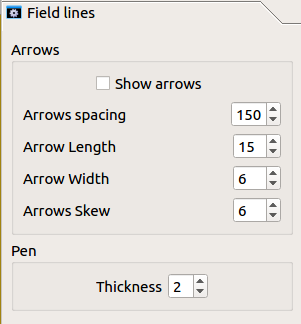 Field lines
Arrows
Show arrows
Arrows spacing 150
Arrow Length 15
Arrow Width 6
Arrows Skew 6
Pen
Thickness 2